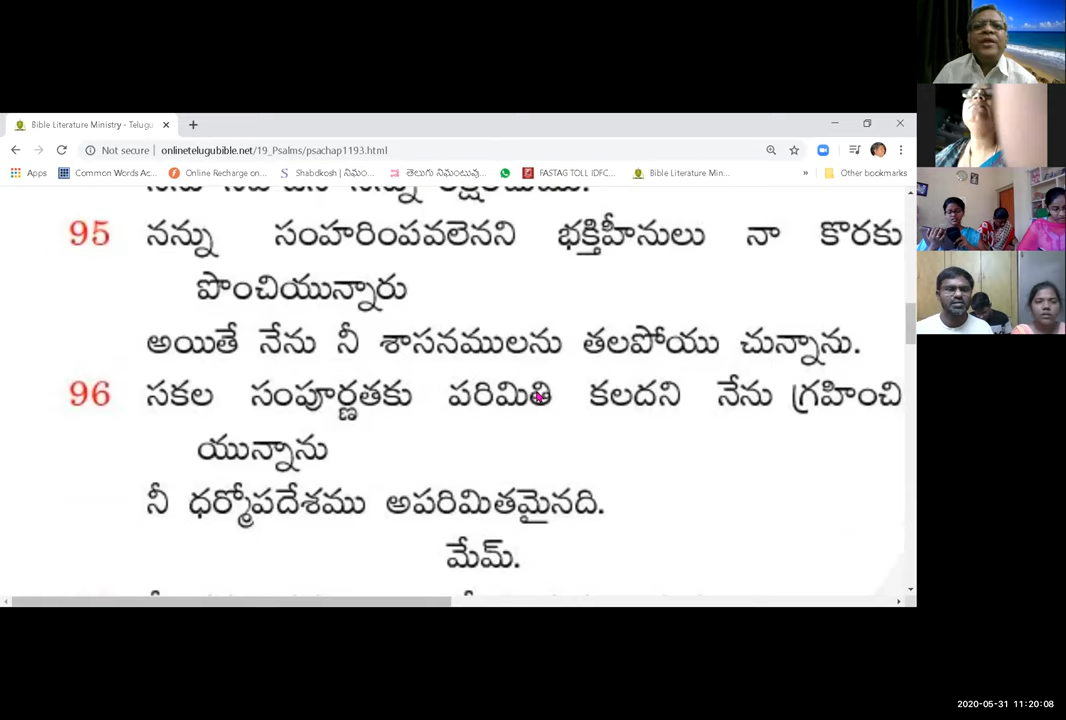 Bible Literature Ministry - Telugu
Not secure | onlinetelugubible.net/19_Psalms/psachap1193.html
Apps Common Words Ac... Online Recharge on... Shabdkosh | నిఘం... తెలుగు నిఘంటువు... FASTAG TOLL IDFC... Bible Literature Min... » Other bookmarks
95 నన్ను సంహరింపవలెనని భక్తిహీనులు నా కొరకు
పొంచియున్నారు
అయితే నేను నీ శాసనములను తలపోయు చున్నాను.
96 సకల సంపూర్ణతకు పరిమితి కలదని నేను గ్రహించి
యున్నాను
నీ ధర్మోపదేశము అపరిమితమైనది.
మేమ్.
2020-05-31 11:20:08